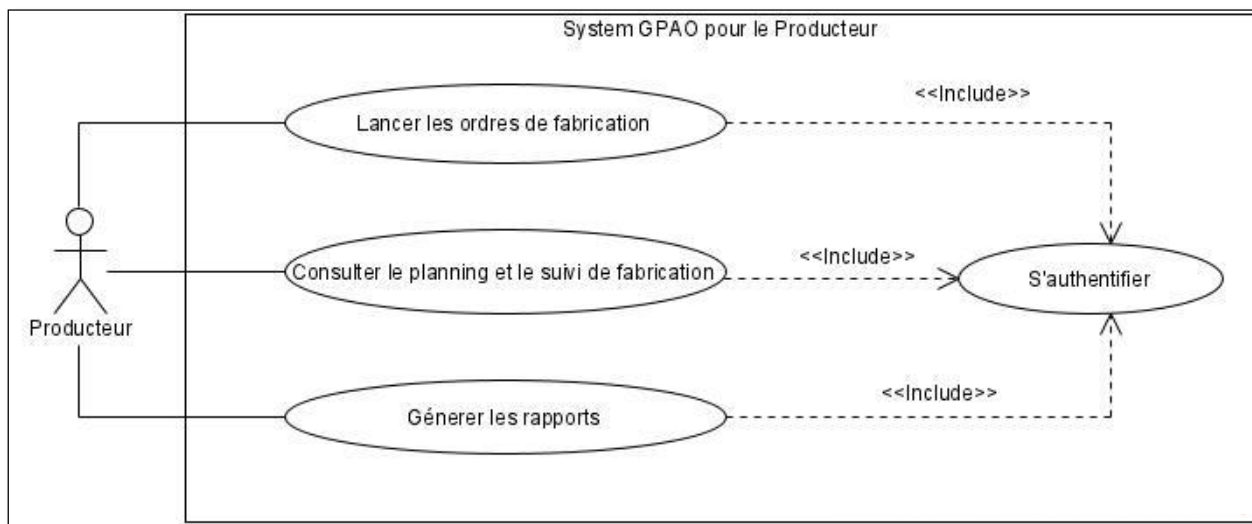 System GPAO pour le Producteur
<<Include>>
Lancer les ordres de fabrication
<<Include>>
Consulter le planning et le suivi de fabrication
S'authentifier
Producteur
<<Include>>
Génerer les rapports